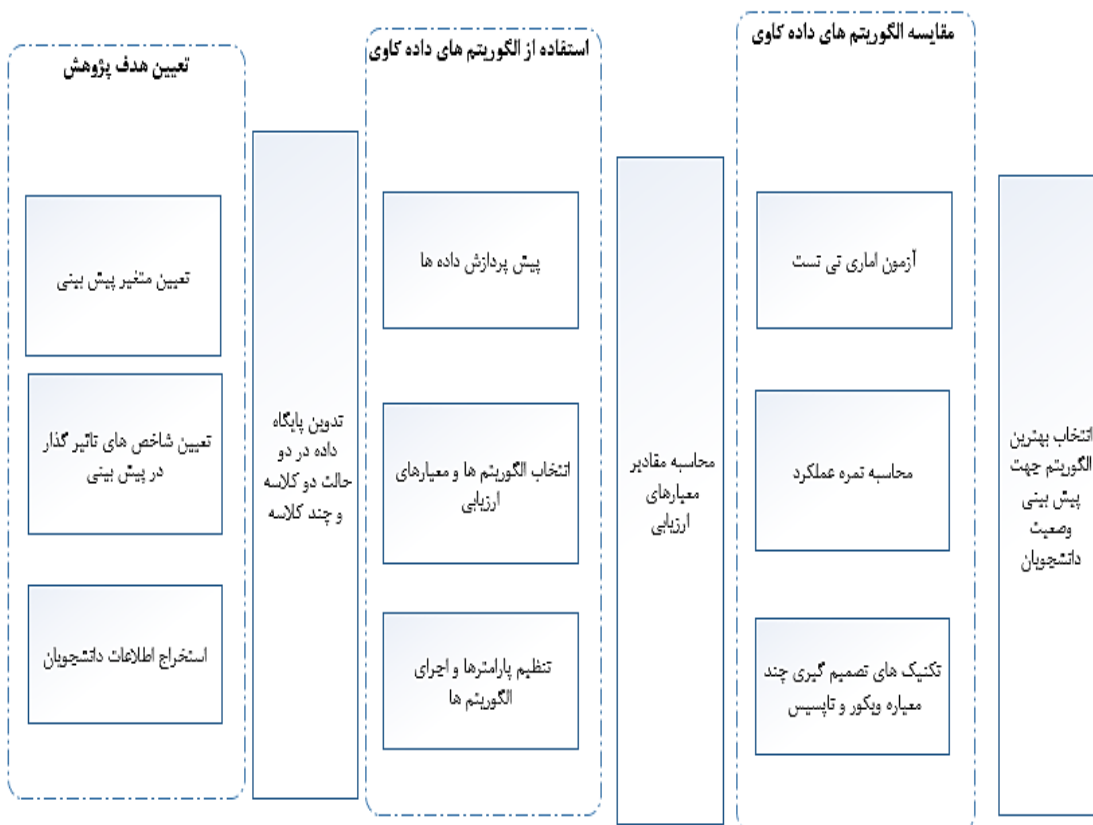 تعیین هدف پژوهش
تعیین متغیر پیش بینی
تعیین شاخص های تاثیر گذار
در پیش بینی
استخراج اطلاعات دانشجویان
تدوین پایگاه
داده در دو
حالت دو کلاسه
و چند کلاسه
استفاده از الگوریتم های داده کاوی
پیش پردازش داده ها
انتخاب الگوریتم ها و معیارهای
ارزیابی
تنظیم پارامترها و اجرای
الگوریتم ها
محاسبه مقادیر
معیارهای
ارزیابی
مقایسه الگوریتم های داده کاوی
آزمون اماری تی تست
محاسبه نمره عملکرد
تکنیک های تصمیم گیری چند
معیاره ویکور و تاپسیس
انتخاب بهترین
الگوریتم جهت
پیش بینی
وضعیت
دانشجویان